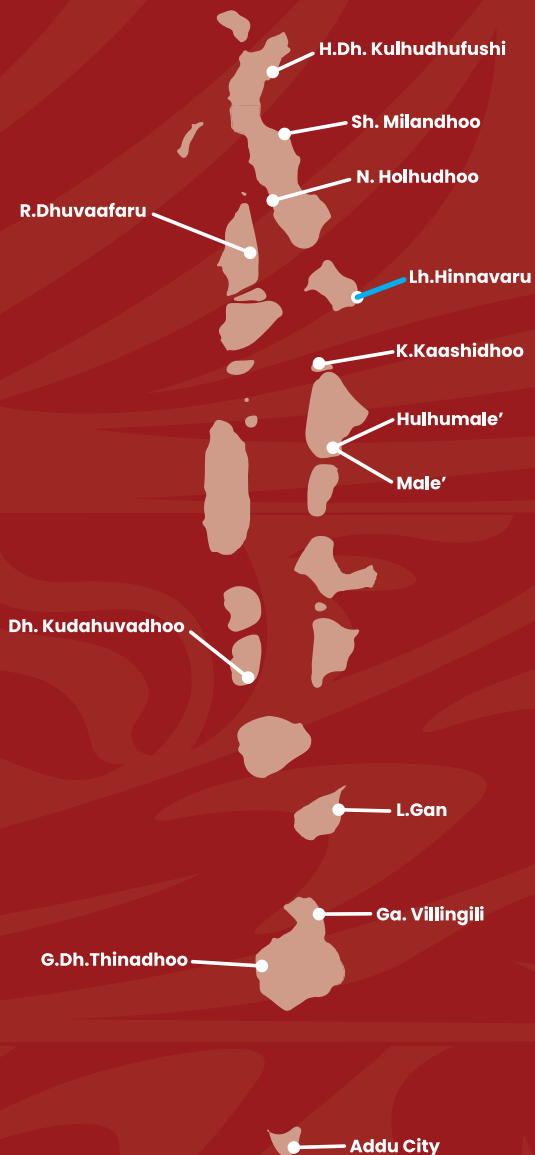 H.Dh. Kulhudhufushi
Sh. Milandhoo
N. Holhudhoo
R.Dhuvaafaru
Lh.Hinnavaru
K.Kaashidhoo
Hulhumale’
Male’
Dh. Kudahuvadhoo
L.Gan
Ga. Villingili
G.Dh.Thinadhoo
Addu City